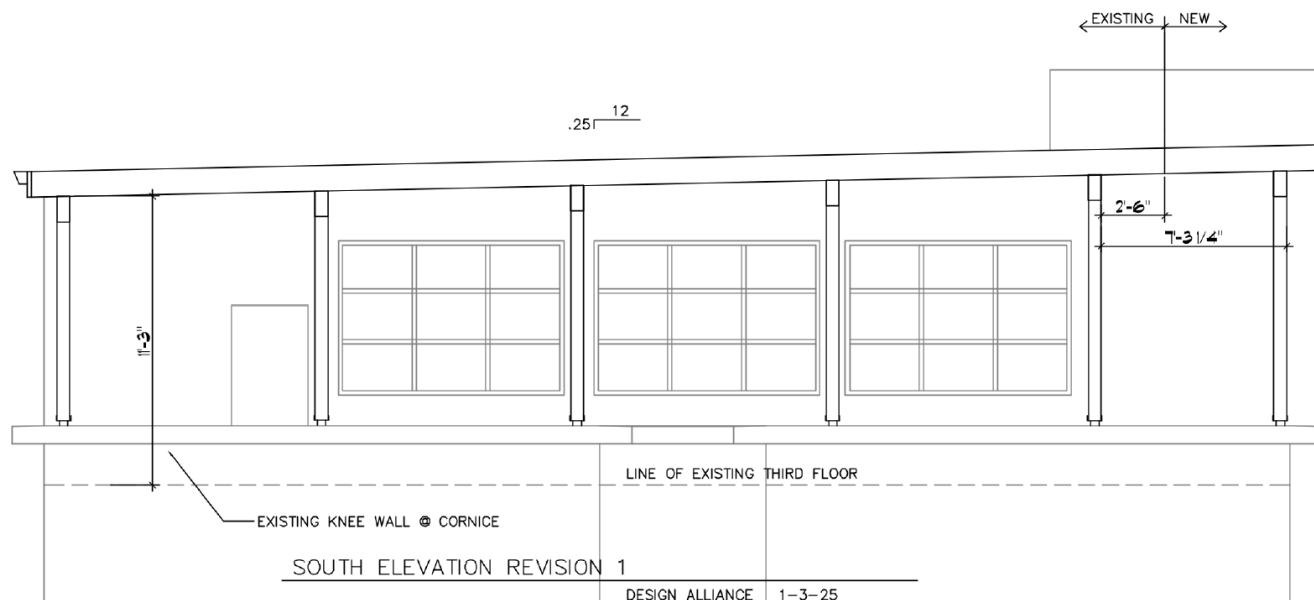 EXISTING NEW
12
.25
2'-6"
7'-3 1/4"
11'-3"
LINE OF EXISTING THIRD FLOOR
EXISTING KNEE WALL @ CORNICE
SOUTH ELEVATION REVISION 1
DESIGN ALLIANCE 1-3-25